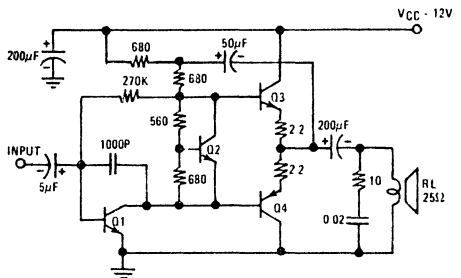 VCC - 12V
200µF
+
-
680
50µF
+
-
270K
680
Q3
560
2 2
200µF
+
-
INPUT
1000P
Q2
-
+
5µF
680
2 2
10
RL
25Ω
Q1
Q4
0 02